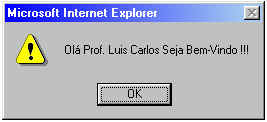 Microsoft Internet Explorer
Olá Prof. Luis Carlos Seja Bem-Vindo !!!
OK